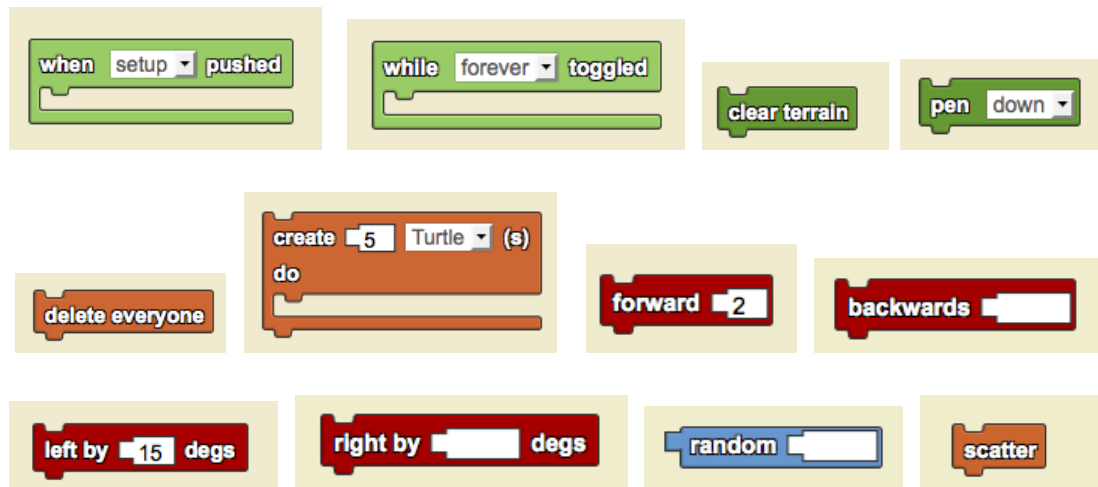 when setup pushed
while forever toggled
clear terrain
pen down
delete everyone
create 5 Turtle (s)
do
forward 2
backwards
left by 15 degs
right by degs
random
scatter